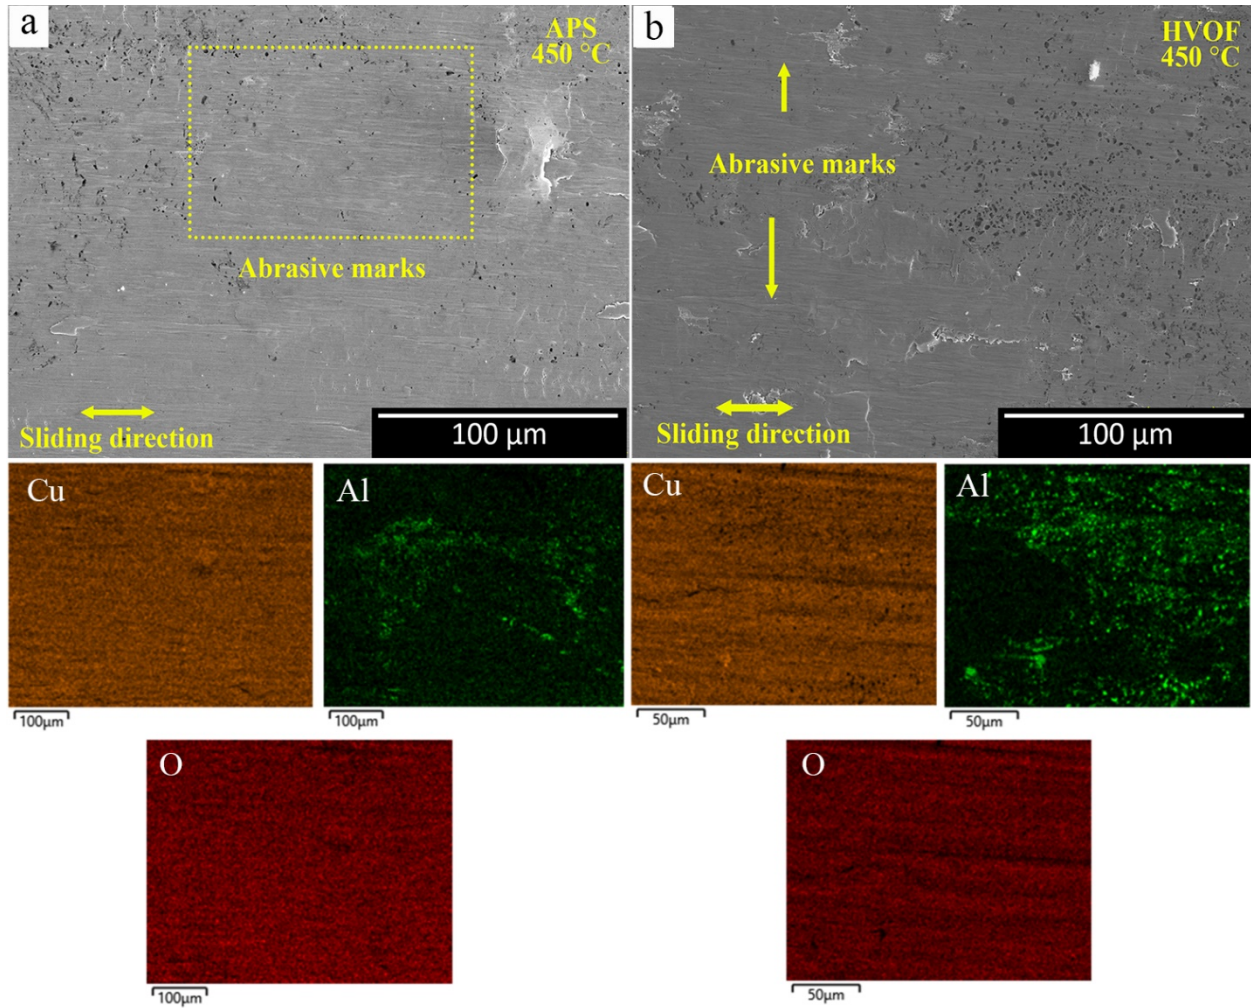 a
APS
450 °C
Abrasive marks
Sliding direction
100 µm
b
HVOF
450 °C
Abrasive marks
Sliding direction
100 µm
Cu
100µm
Al
100µm
Cu
50µm
Al
50µm
O
100µm
O
50µm